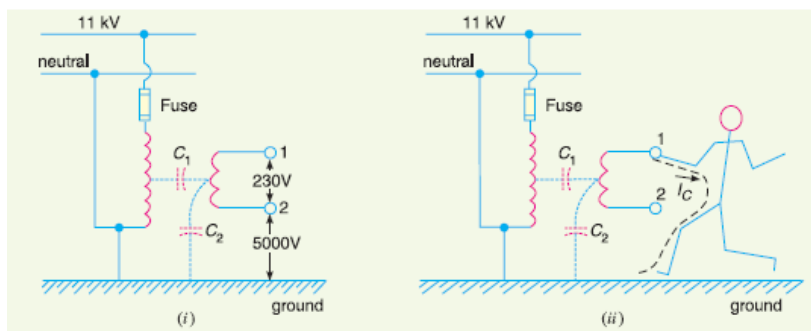 11 kV
neutral
Fuse
C1
1
230V
2
C2
5000V
ground
(i)
11 kV
neutral
Fuse
1
C1
IC
2
C2
ground
(ii)